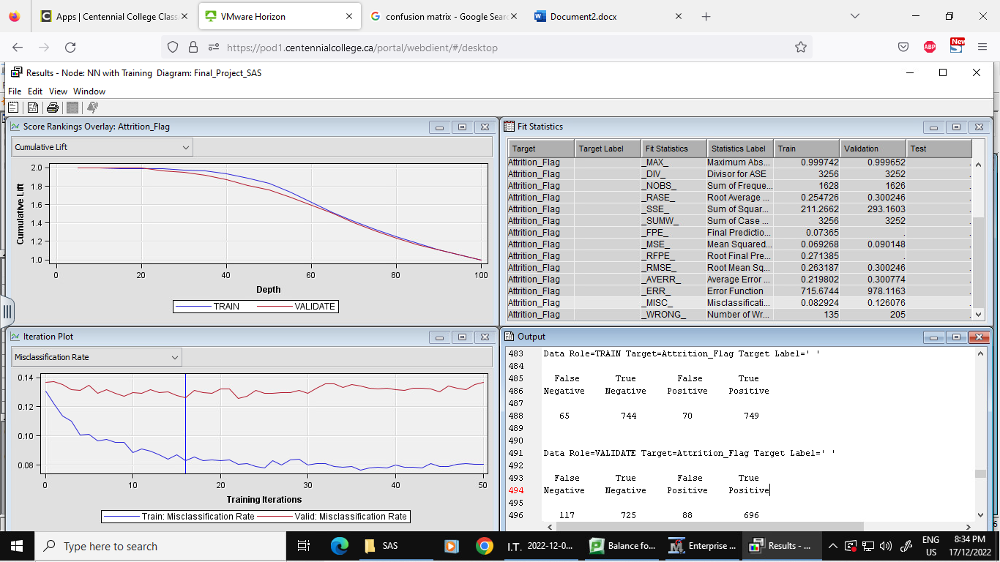 Apps | Centennial College Class
VMware Horizon
confusion matrix - Google Sear
Document2.docx
https://pod1.centennialcollege.ca/portal/webclient/#/desktop
ABP
New
Results - Node: NN with Training Diagram: Final_Project_SAS
File Edit View Window
Score Rankings Overlay: Attrition_Flag
Cumulative Lift
Cumulative Lift
2.0
1.8
1.6
1.4
1.2
1.0
0 20 40 60 80 100
Depth
TRAIN VALIDATE
Fit Statistics
Target Target Label Fit Statistics Statistics Label Train Validation Test
Attrition_Flag _MAX_ Maximum Abs... 0.999742 0.999652 .
Attrition_Flag _DIV_ Divisor for ASE 3256 3252 .
Attrition_Flag _NOBS_ Sum of Freque... 1628 1626 .
Attrition_Flag _RASE_ Root Average ... 0.254726 0.300246 .
Attrition_Flag _SSE_ Sum of Squar... 211.2662 293.1603 .
Attrition_Flag _SUMW_ Sum of Case ... 3256 3252 .
Attrition_Flag _FPE_ Final Predictio... 0.07365 . .
Attrition_Flag _MSE_ Mean Squared... 0.069268 0.090148 .
Attrition_Flag _RFPE_ Root Final Pre... 0.271385 . .
Attrition_Flag _RMSE_ Root Mean Sq... 0.263187 0.300246 .
Attrition_Flag _AVERR_ Average Error ... 0.219802 0.300774 .
Attrition_Flag _ERR_ Error Function 715.6744 978.1163 .
Attrition_Flag _MISC_ Misclassificati... 0.082924 0.126076 .
Attrition_Flag _WRONG_ Number of Wr... 135 205 .
Iteration Plot
Misclassification Rate
0.14
0.12
0.10
0.08
0 10 20 30 40 50
Training Iterations
Train: Misclassification Rate Valid: Misclassification Rate
Output
483 Data Role=TRAIN Target=Attrition_Flag Target Label=' '
484
485 False True False True
486 Negative Negative Positive Positive
487
488 65 744 70 749
489
490
491 Data Role=VALIDATE Target=Attrition_Flag Target Label=' '
492
493 False True False True
494 Negative Negative Positive Positive
495
496 117 725 88 696
Type here to search
SAS
I.T. 2022-12-0...
Balance fo...
Enterprise ...
Results - ...
ENG
US
8:34 PM
17/12/2022